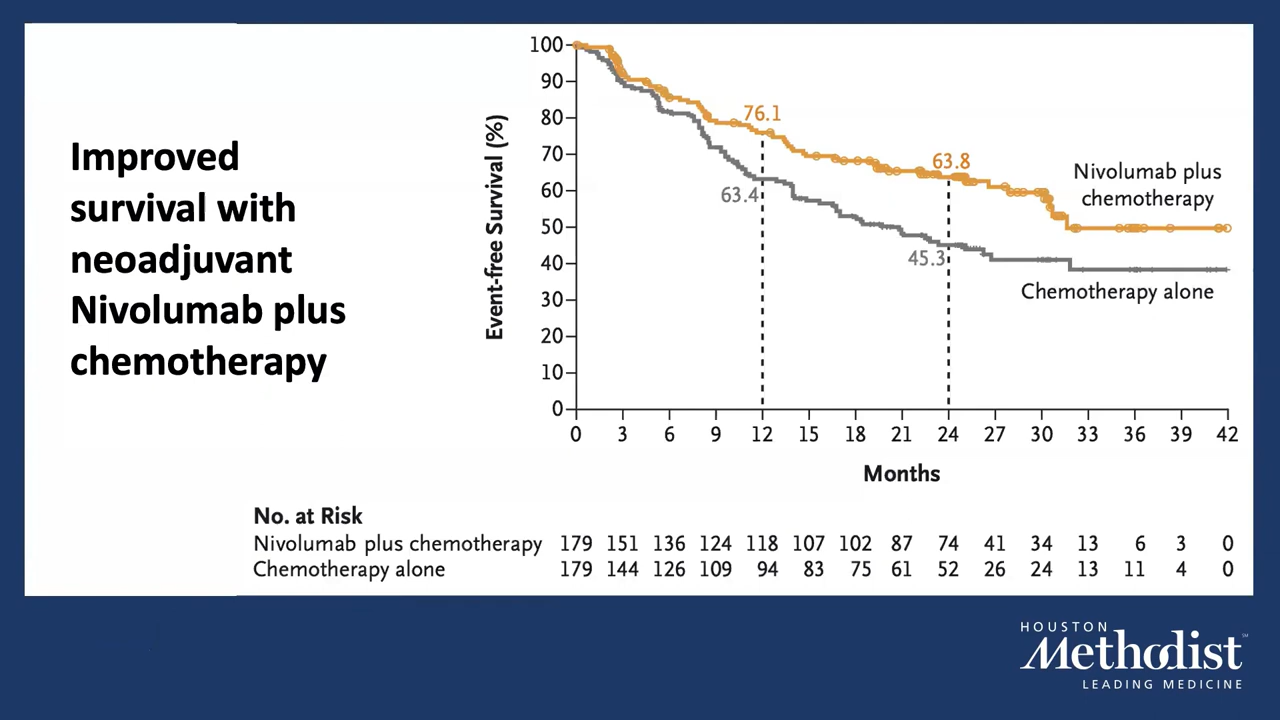 Improved
survival with
neoadjuvant
Nivolumab plus
chemotherapy
Event-free Survival (%)
100
90
80
70
60
50
40
30
20
10
0
76.1
63.4
63.8
45.3
Nivolumab plus
chemotherapy
Chemotherapy alone
0 3 6 9 12 15 18 21 24 27 30 33 36 39 42
Months
No. at Risk
Nivolumab plus chemotherapy 179 151 136 124 118 107 102 87 74 41 34 13 6 3 0
Chemotherapy alone 179 144 126 109 94 83 75 61 52 26 24 13 11 4 0
HOUSTON
Methodist℠
LEADING MEDICINE